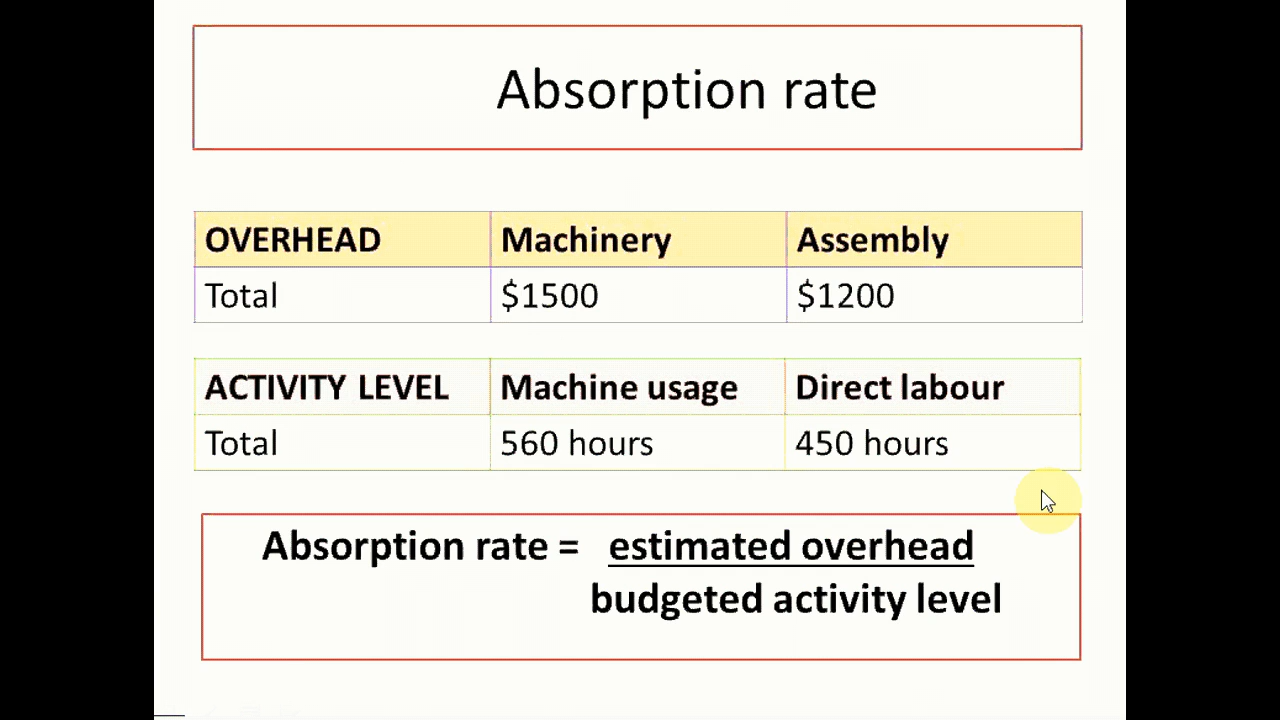 Absorption rate
OVERHEAD Machinery Assembly
Total $1500 $1200
ACTIVITY LEVEL Machine usage Direct labour
Total 560 hours 450 hours
Absorption rate = estimated overhead
budgeted activity level